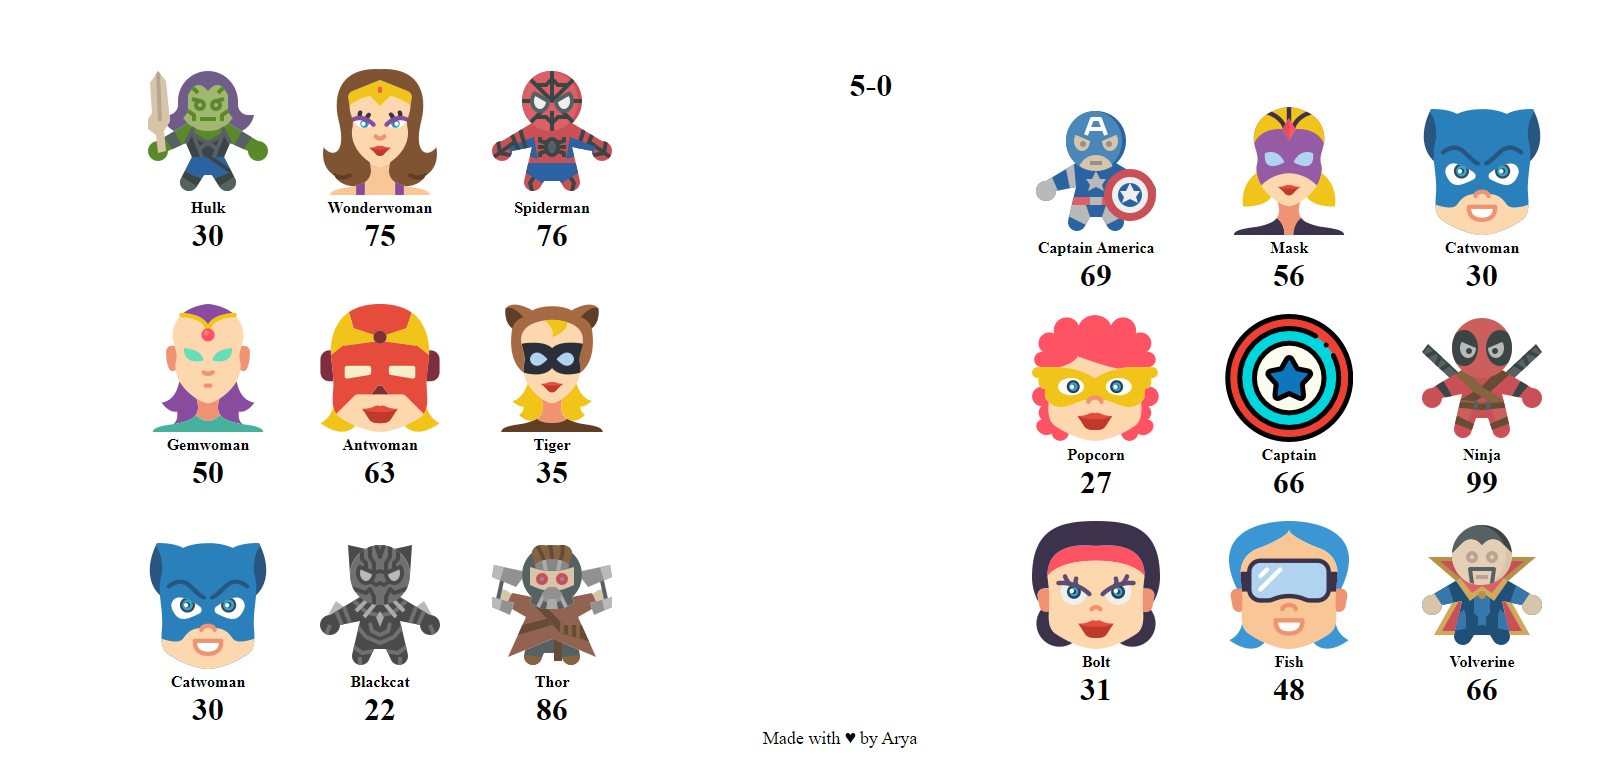 5-0
Hulk
30
Wonderwoman
75
Spiderman
76
Gemwoman
50
Antwoman
63
Tiger
35
Catwoman
30
Blackcat
22
Thor
86
A
Captain America
69
Mask
56
Catwoman
30
Popcorn
27
Captain
66
Ninja
99
Bolt
31
Fish
48
Volverine
66
Made with ♥ by Arya